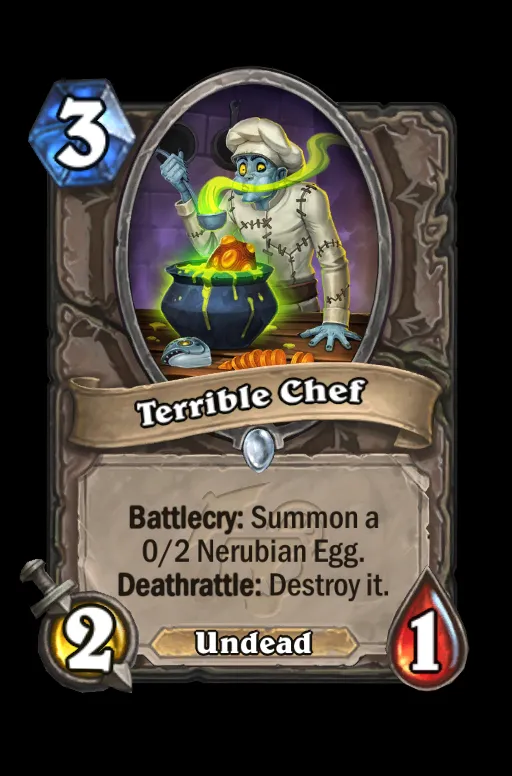 3
Terrible Chef
Battlecry: Summon a
0/2 Nerubian Egg.
Deathrattle: Destroy it.
2
Undead
1